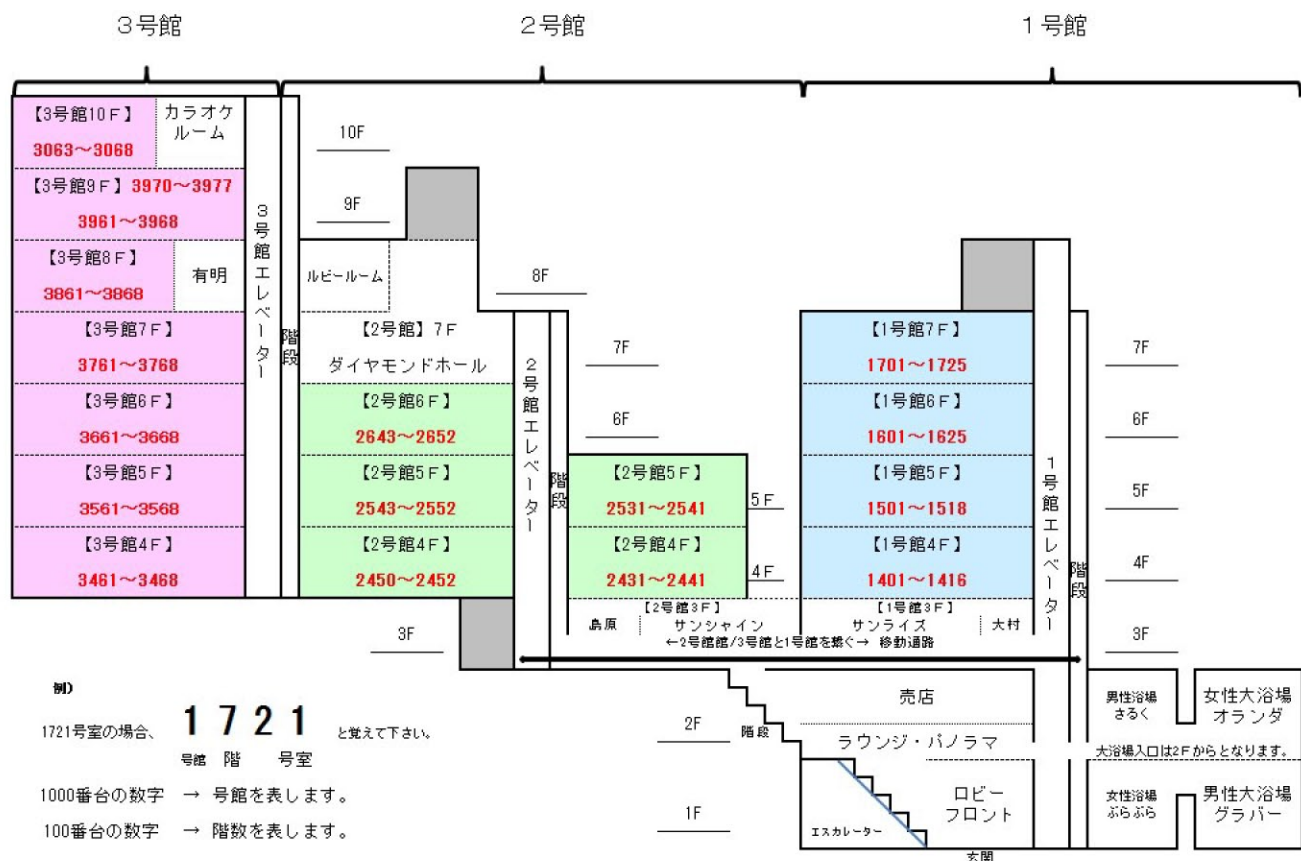 3号館
2号館
1号館
【3号館10F】
カラオケ
ルーム
3063～3068
【3号館9F】3970～3977
3961～3968
【3号館8F】
有明
3861～3868
【3号館7F】
3761～3768
【3号館6F】
3661～3668
【3号館5F】
3561～3568
【3号館4F】
3461～3468
3号館エレベーター
階段
10F
9F
8F
ルビールーム
【2号館】7F
ダイヤモンドホール
【2号館6F】
2643～2652
【2号館5F】
2543～2552
【2号館4F】
2450～2452
2号館エレベーター
階段
7F
6F
【2号館5F】
2531～2541
5F
【2号館4F】
2431～2441
4F
【2号館3F】
島原
サンシャイン
【1号館7F】
1701～1725
【1号館6F】
1601～1625
【1号館5F】
1501～1518
【1号館4F】
1401～1416
【1号館3F】
サンライズ
大村
1号館エレベーター
階段
7F
6F
5F
4F
3F
3F
←2号館館/3号館と1号館を繋ぐ→ 移動通路
例）
1721号室の場合、 1 7 2 1 と覚えて下さい。
号館 階 号室
1000番台の数字 → 号館を表します。
100番台の数字 → 階数を表します。
2F
階段
1F
売店
ラウンジ・パノラマ
エスカレーター
ロビー
フロント
玄関
男性浴場
さるく
女性大浴場
オランダ
大浴場入口は2Fからとなります。
女性浴場
ぶらぶら
男性大浴場
グラバー